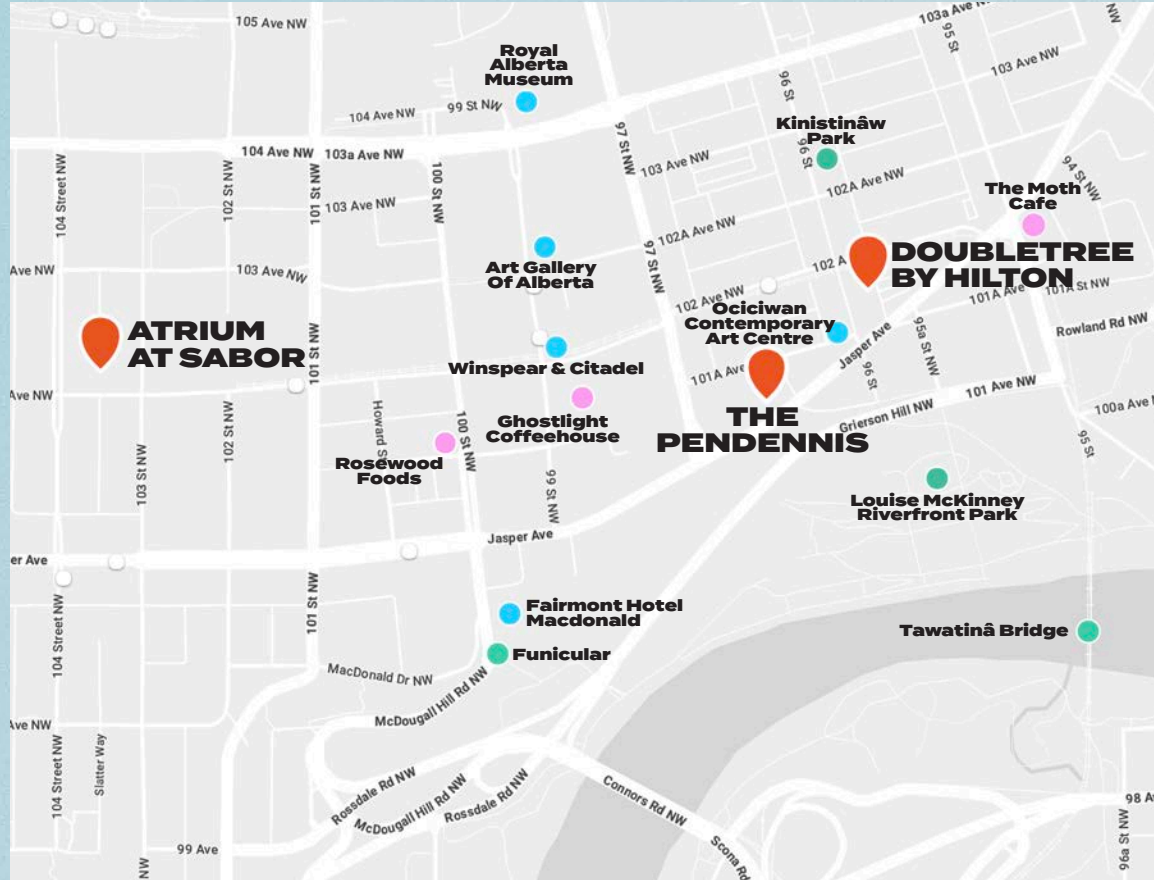 105 Ave NW
103a Ave N
NW
95 St
103 Ave NW
Royal
Alberta
Museum
99 St NW
104 Ave NW
96 St
Kinistinâw
Park
96 St
97 St NW
104 Ave NW
103a Ave NW
103 Ave NW
102A Ave NW
94 St NW
The Moth
Cafe
104 Street NW
102 St NW
101 St NW
100 St NW
103 Ave NW
102A Ave NW
97 St NW
Ave NW
103 Ave NW
Art Gallery
Of Alberta
102 A
DOUBLETREE
BY HILTON
101A Ave
101A St NW
102 Ave NW
Ociciwan
Contemporary
Art Centre
Jasper Ave
95a St NW
Rowland Rd NW
ATRIUM
AT SABOR
101 St NW
Winspear & Citadel
101A Ave
96 St
101 Ave NW
Ave NW
102 St NW
Howard S
100 St NW
Ghostlight
Coffeehouse
THE
PENDENNIS
Grierson Hill NW
100a Ave
95 St
103 St NW
Rosewood
Foods
99 St NW
Louise McKinney
Riverfront Park
Jasper Ave
er Ave
104 Street NW
101 St NW
Fairmont Hotel
Macdonald
Tawatinâ Bridge
Funicular
MacDonald Dr NW
McDougall Hill Rd NW
Ave NW
104 Street NW
Slatter Way
Rossdale Rd NW
McDougall Hill Rd NW
Rossdale Rd NW
Connors Rd NW
Scona Rd
98 A
96a St NW
99 Ave
NW